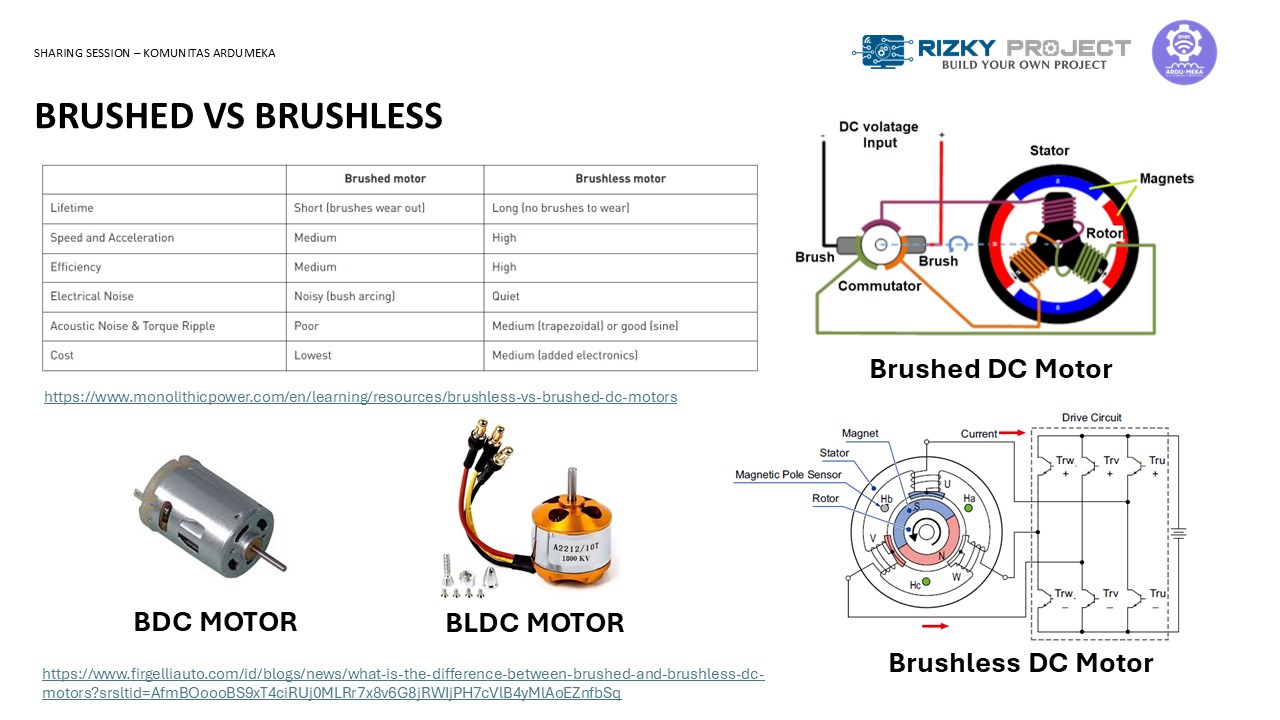 SHARING SESSION – KOMUNITAS ARDUMEKA
RIZKY PROJECT
BUILD YOUR OWN PROJECT
0101
ARDU-MEKA
BRUSHED VS BRUSHLESS
Brushed motor Brushless motor
Lifetime Short (brushes wear out) Long (no brushes to wear)
Speed and Acceleration Medium High
Efficiency Medium High
Electrical Noise Noisy (bush arcing) Quiet
Acoustic Noise & Torque Ripple Poor Medium (trapezoidal) or good (sine)
Cost Lowest Medium (added electronics)
https://www.monolithicpower.com/en/learning/resources/brushless-vs-brushed-dc-motors
A2212/10T
1800 KV
BDC MOTOR
BLDC MOTOR
https://www.firgelliauto.com/id/blogs/news/what-is-the-difference-between-brushed-and-brushless-dc-
motors?srsltid=AfmBOoooBS9xT4ciRUj0MLRr7x8v6G8jRWIjPH7cVlB4yMlAoEZnfbSq
- DC volatage +
Input
Stator
Magnets
Rotor
Brush
Brush
Commutator
Brushed DC Motor
Drive Circuit
Magnet
Current
Stator
Magnetic Pole Sensor
Rotor
Trw +
Trv +
Tru +
Hb
U
Ha
S
V
N
W
Hc
Trw –
Trv –
Tru –
Brushless DC Motor